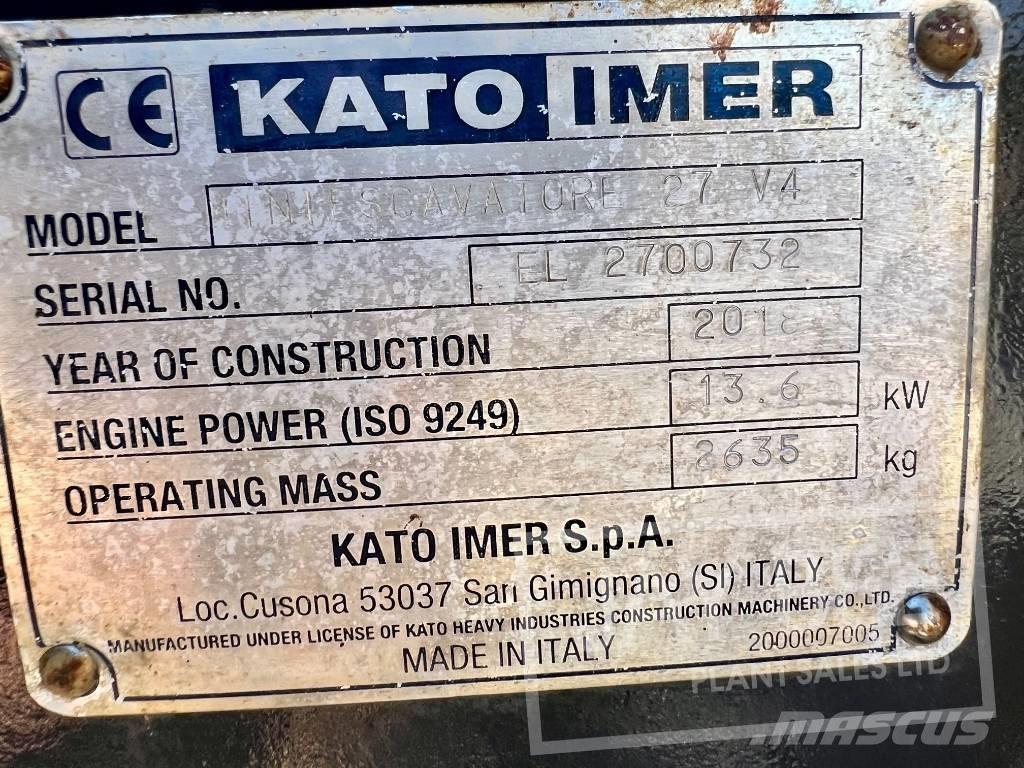 CE KATO IMER
MODEL MINIESCAVATORE 27 V4
SERIAL NO. EL 2700732
YEAR OF CONSTRUCTION 2018
ENGINE POWER (ISO 9249) 13.6 kW
OPERATING MASS 2635 kg
KATO IMER S.p.A.
Loc.Cusona 53037 San Gimignano (SI) ITALY
MANUFACTURED UNDER LICENSE OF KATO HEAVY INDUSTRIES CONSTRUCTION MACHINERY CO.,LTD.
MADE IN ITALY 2000007005
PLANT SALES LTD
MASCUS